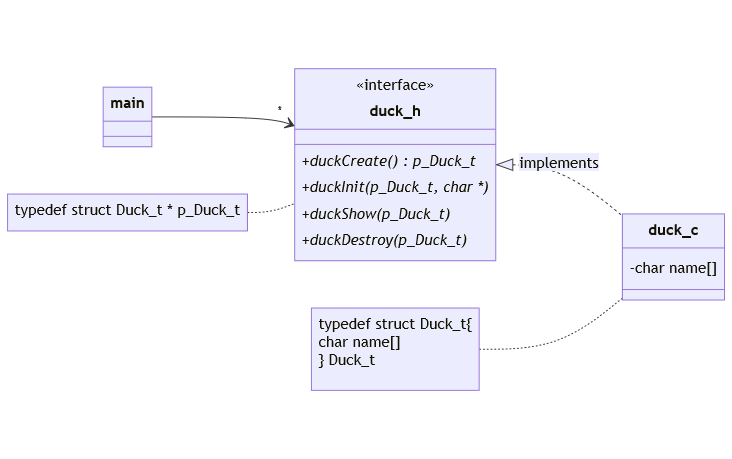 main
*
«interface»
duck_h
+duckCreate() : p_Duck_t
+duckInit(p_Duck_t, char *)
+duckShow(p_Duck_t)
+duckDestroy(p_Duck_t)
implements
typedef struct Duck_t * p_Duck_t
duck_c
-char name[]
typedef struct Duck_t{
char name[]
} Duck_t